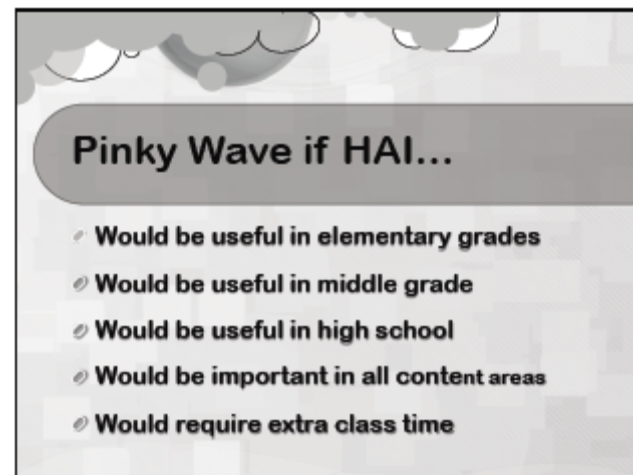 Pinky Wave if HAI...
Would be useful in elementary grades
Would be useful in middle grade
Would be useful in high school
Would be important in all content areas
Would require extra class time